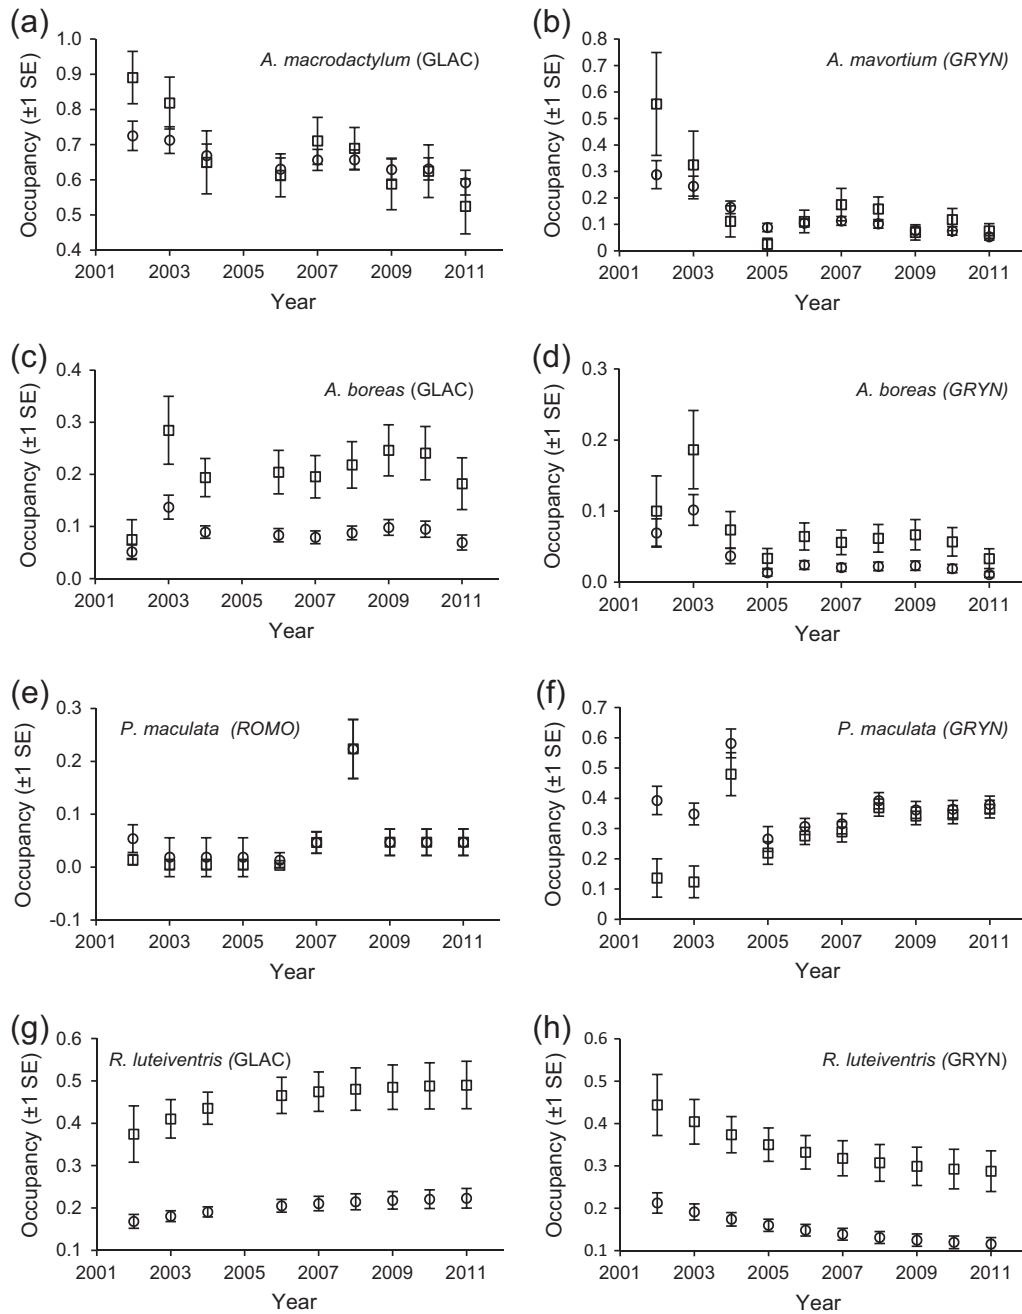 (a)
A. macrodactylum (GLAC)
Occupancy (±1 SE)
1.0
0.9
0.8
0.7
0.6
0.5
0.4
2001 2003 2005 2007 2009 2011
Year
(b)
A. mavortium (GRYN)
Occupancy (±1 SE)
0.8
0.7
0.6
0.5
0.4
0.3
0.2
0.1
0
2001 2003 2005 2007 2009 2011
Year
(c)
A. boreas (GLAC)
Occupancy (±1 SE)
0.4
0.3
0.2
0.1
0.0
2001 2003 2005 2007 2009 2011
Year
(d)
A. boreas (GRYN)
Occupancy (±1 SE)
0.3
0.2
0.1
0.0
2001 2003 2005 2007 2009 2011
Year
(e)
P. maculata (ROMO)
Occupancy (±1 SE)
0.3
0.2
0.1
0.0
-0.1
2001 2003 2005 2007 2009 2011
Year
(f)
P. maculata (GRYN)
Occupancy (±1 SE)
0.7
0.6
0.5
0.4
0.3
0.2
0.1
0
2001 2003 2005 2007 2009 2011
Year
(g)
R. luteiventris (GLAC)
Occupancy (±1 SE)
0.6
0.5
0.4
0.3
0.2
0.1
2001 2003 2005 2007 2009 2011
Year
(h)
R. luteiventris (GRYN)
Occupancy (±1 SE)
0.6
0.5
0.4
0.3
0.2
0.1
2001 2003 2005 2007 2009 2011
Year